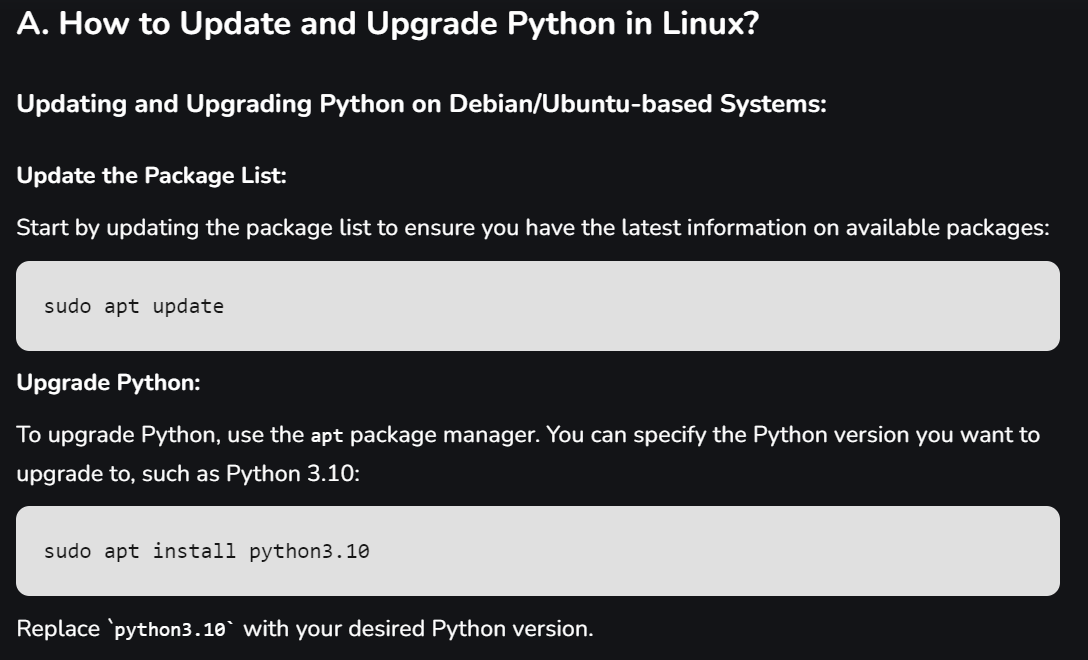 A. How to Update and Upgrade Python in Linux?
Updating and Upgrading Python on Debian/Ubuntu-based Systems:
Update the Package List:
Start by updating the package list to ensure you have the latest information on available packages:
sudo apt update
Upgrade Python:
To upgrade Python, use the apt package manager. You can specify the Python version you want to
upgrade to, such as Python 3.10:
sudo apt install python3.10
Replace `python3.10` with your desired Python version.